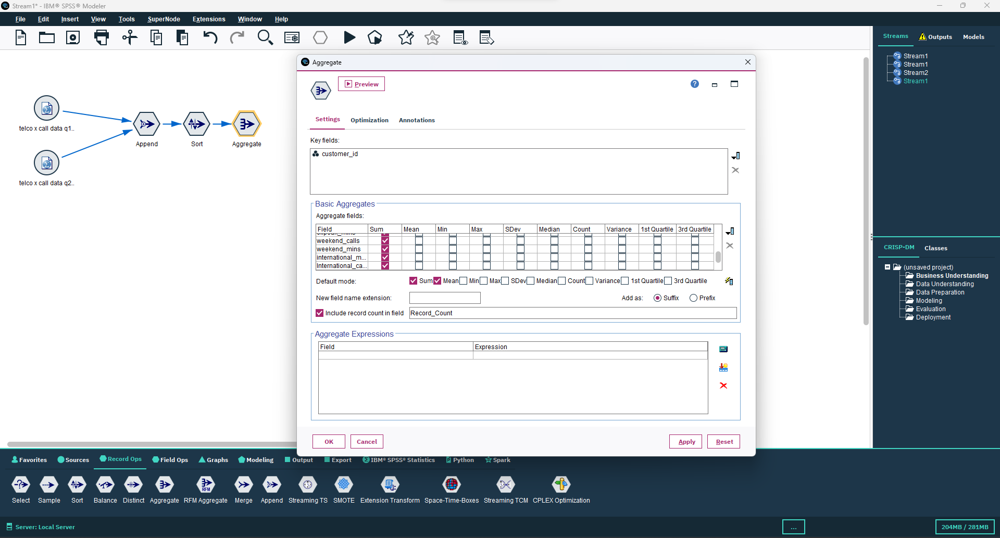 Stream1* - IBM® SPSS® Modeler
File Edit Insert View Tools SuperNode Extensions Window Help
Streams Outputs Models
Stream1
Stream1
Stream2
Stream1
telco x call data q1..
telco x call data q2..
Append
Sort
Aggregate
Aggregate
Preview
Settings Optimization Annotations
Key fields:
customer_id
Basic Aggregates
Aggregate fields:
Field Sum Mean Min Max SDev Median Count Variance 1st Quartile 3rd Quartile
weekend_calls
weekend_mins
international_m...
International_ca...
Default mode: Sum Mean Min Max SDev Median Count Variance 1st Quartile 3rd Quartile
New field name extension: Add as: Suffix Prefix
Include record count in field Record_Count
Aggregate Expressions
Field Expression
OK Cancel Apply Reset
CRISP-DM Classes
(unsaved project)
Business Understanding
Data Understanding
Data Preparation
Modeling
Evaluation
Deployment
Favorites Sources Record Ops Field Ops Graphs Modeling Output Export IBM® SPSS® Statistics Python Spark
RFM
Select Sample Sort Balance Distinct Aggregate RFM Aggregate Merge Append Streaming TS SMOTE Extension Transform Space-Time-Boxes Streaming TCM CPLEX Optimization
Server: Local Server ... 204MB / 281MB